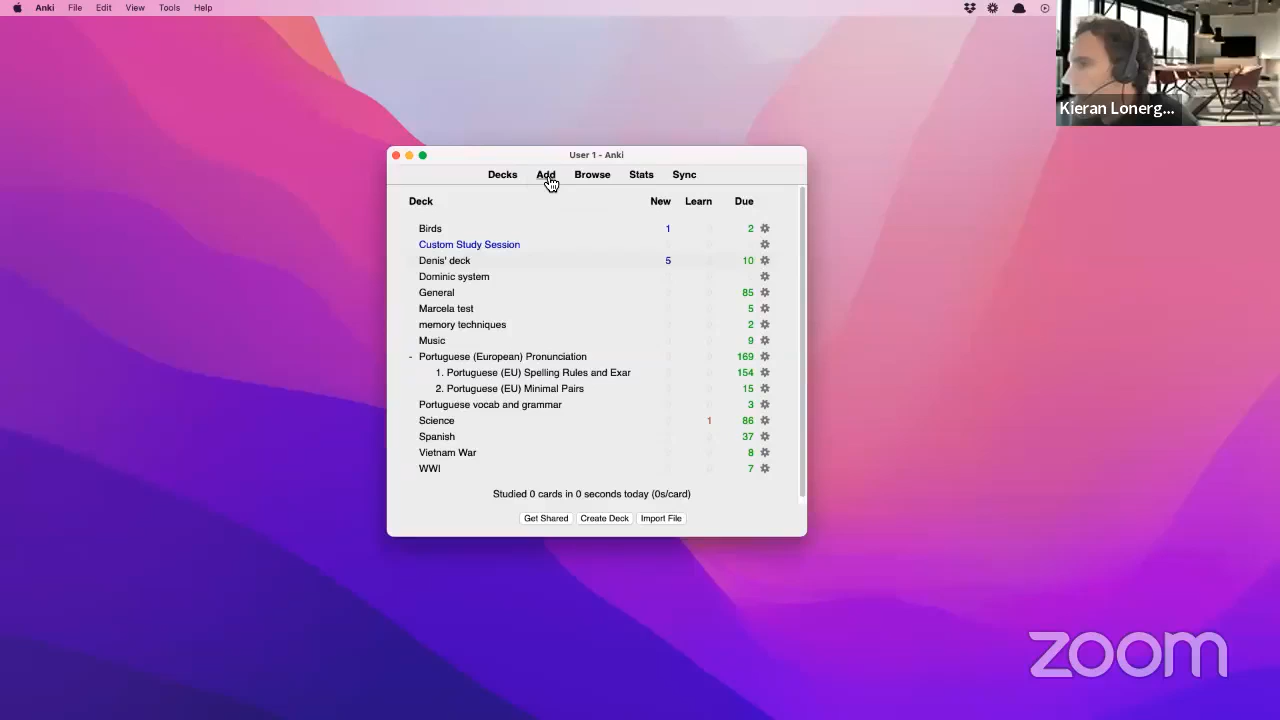 Anki File Edit View Tools Help
Kieran Lonerg...
User 1 - Anki
Decks Add Browse Stats Sync
Deck New Learn Due
Birds 1 2
Custom Study Session
Denis' deck 5 10
Dominic system
General 85
Marcela test 5
memory techniques 2
Music 9
- Portuguese (European) Pronunciation 169
1. Portuguese (EU) Spelling Rules and Exar 154
2. Portuguese (EU) Minimal Pairs 15
Portuguese vocab and grammar 3
Science 1 86
Spanish 37
Vietnam War 8
WWI 7
Studied 0 cards in 0 seconds today (0s/card)
Get Shared Create Deck Import File
zoom